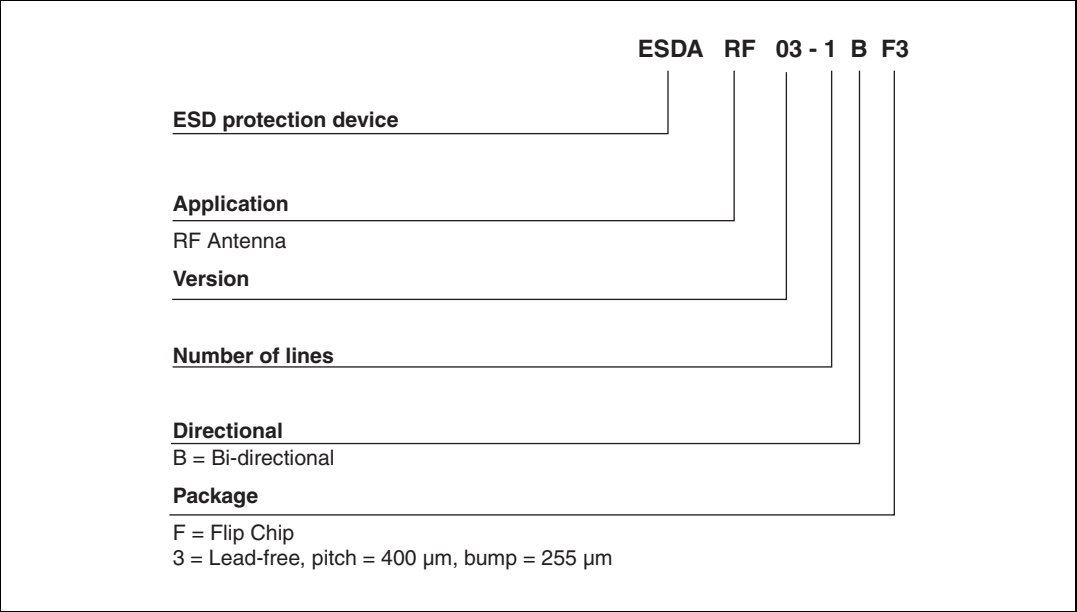 ESDA RF 03 - 1 B F3
ESD protection device
Application
RF Antenna
Version
Number of lines
Directional
B = Bi-directional
Package
F = Flip Chip
3 = Lead-free, pitch = 400 µm, bump = 255 µm